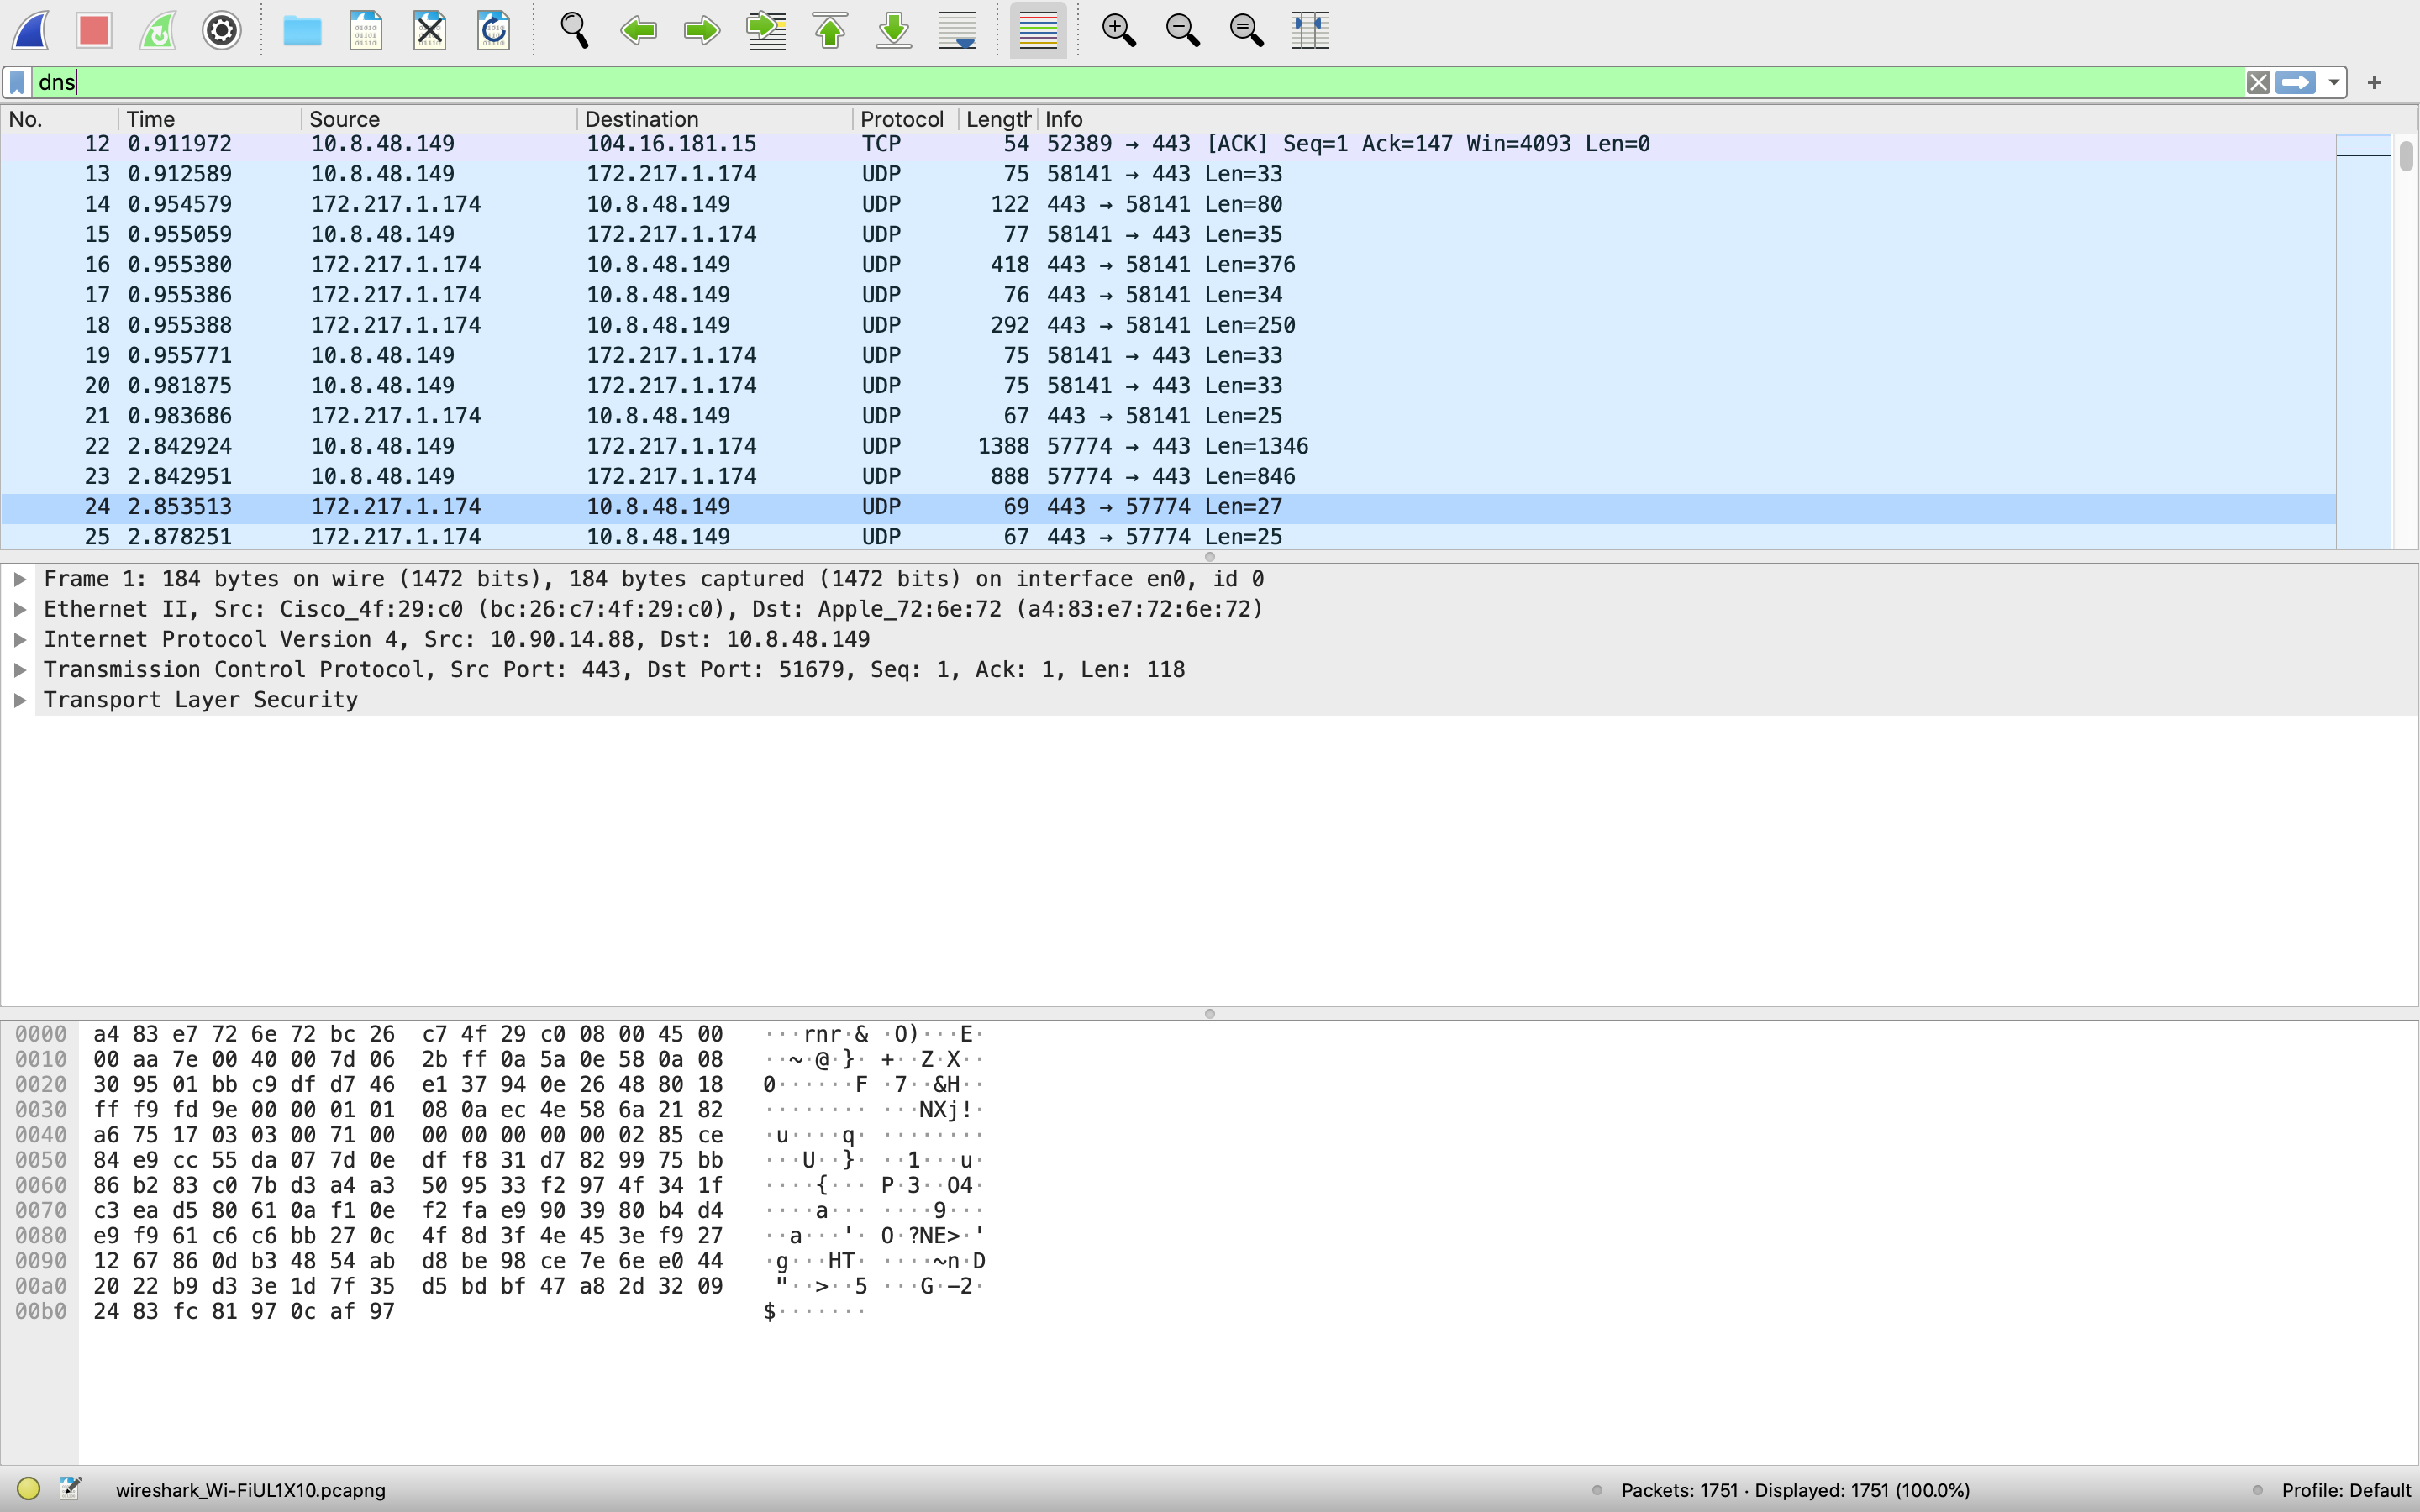 dns
No. Time Source Destination Protocol Length Info
12 0.911972 10.8.48.149 104.16.181.15 TCP 54 52389 → 443 [ACK] Seq=1 Ack=147 Win=4093 Len=0
13 0.912589 10.8.48.149 172.217.1.174 UDP 75 58141 → 443 Len=33
14 0.954579 172.217.1.174 10.8.48.149 UDP 122 443 → 58141 Len=80
15 0.955059 10.8.48.149 172.217.1.174 UDP 77 58141 → 443 Len=35
16 0.955380 172.217.1.174 10.8.48.149 UDP 418 443 → 58141 Len=376
17 0.955386 172.217.1.174 10.8.48.149 UDP 76 443 → 58141 Len=34
18 0.955388 172.217.1.174 10.8.48.149 UDP 292 443 → 58141 Len=250
19 0.955771 10.8.48.149 172.217.1.174 UDP 75 58141 → 443 Len=33
20 0.981875 10.8.48.149 172.217.1.174 UDP 75 58141 → 443 Len=33
21 0.983686 172.217.1.174 10.8.48.149 UDP 67 443 → 58141 Len=25
22 2.842924 10.8.48.149 172.217.1.174 UDP 1388 57774 → 443 Len=1346
23 2.842951 10.8.48.149 172.217.1.174 UDP 888 57774 → 443 Len=846
24 2.853513 172.217.1.174 10.8.48.149 UDP 69 443 → 57774 Len=27
25 2.878251 172.217.1.174 10.8.48.149 UDP 67 443 → 57774 Len=25
Frame 1: 184 bytes on wire (1472 bits), 184 bytes captured (1472 bits) on interface en0, id 0
Ethernet II, Src: Cisco_4f:29:c0 (bc:26:c7:4f:29:c0), Dst: Apple_72:6e:72 (a4:83:e7:72:6e:72)
Internet Protocol Version 4, Src: 10.90.14.88, Dst: 10.8.48.149
Transmission Control Protocol, Src Port: 443, Dst Port: 51679, Seq: 1, Ack: 1, Len: 118
Transport Layer Security
0000 a4 83 e7 72 6e 72 bc 26 c7 4f 29 c0 08 00 45 00 ···rnr·& ·O)···E·
0010 00 aa 7e 00 40 00 7d 06 2b ff 0a 5a 0e 58 0a 08 ··~·@·}· +··Z·X··
0020 30 95 01 bb c9 df d7 46 e1 37 94 0e 26 48 80 18 0······F ·7··&H··
0030 ff f9 fd 9e 00 00 01 01 08 0a ec 4e 58 6a 21 82 ········ ···NXj!·
0040 a6 75 17 03 03 00 71 00 00 00 00 00 00 02 85 ce ·u····q· ········
0050 84 e9 cc 55 da 07 7d 0e df f8 31 d7 82 99 75 bb ···U··}· ··1···u·
0060 86 b2 83 c0 7b d3 a4 a3 50 95 33 f2 97 4f 34 1f ····{··· P·3··O4·
0070 c3 ea d5 80 61 0a f1 0e f2 fa e9 90 39 80 b4 d4 ····a··· ····9···
0080 e9 f9 61 c6 c6 bb 27 0c 4f 8d 3f 4e 45 3e f9 27 ··a···'· O·?NE>·'
0090 12 67 86 0d b3 48 54 ab d8 be 98 ce 7e 6e e0 44 ·g···HT· ····~n·D
00a0 20 22 b9 d3 3e 1d 7f 35 d5 bd bf 47 a8 2d 32 09 "··>··5 ···G·-2·
00b0 24 83 fc 81 97 0c af 97 $·······
wireshark_Wi-FiUL1X10.pcapng Packets: 1751 · Displayed: 1751 (100.0%) Profile: Default